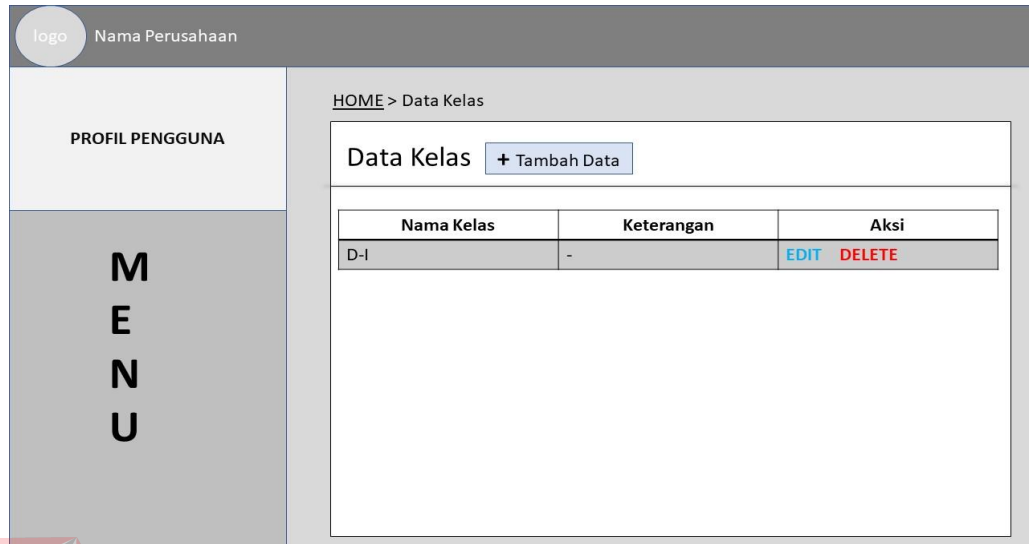 logo Nama Perusahaan
PROFIL PENGGUNA
M
E
N
U
HOME > Data Kelas
Data Kelas + Tambah Data
Nama Kelas Keterangan Aksi
D-I - EDIT DELETE